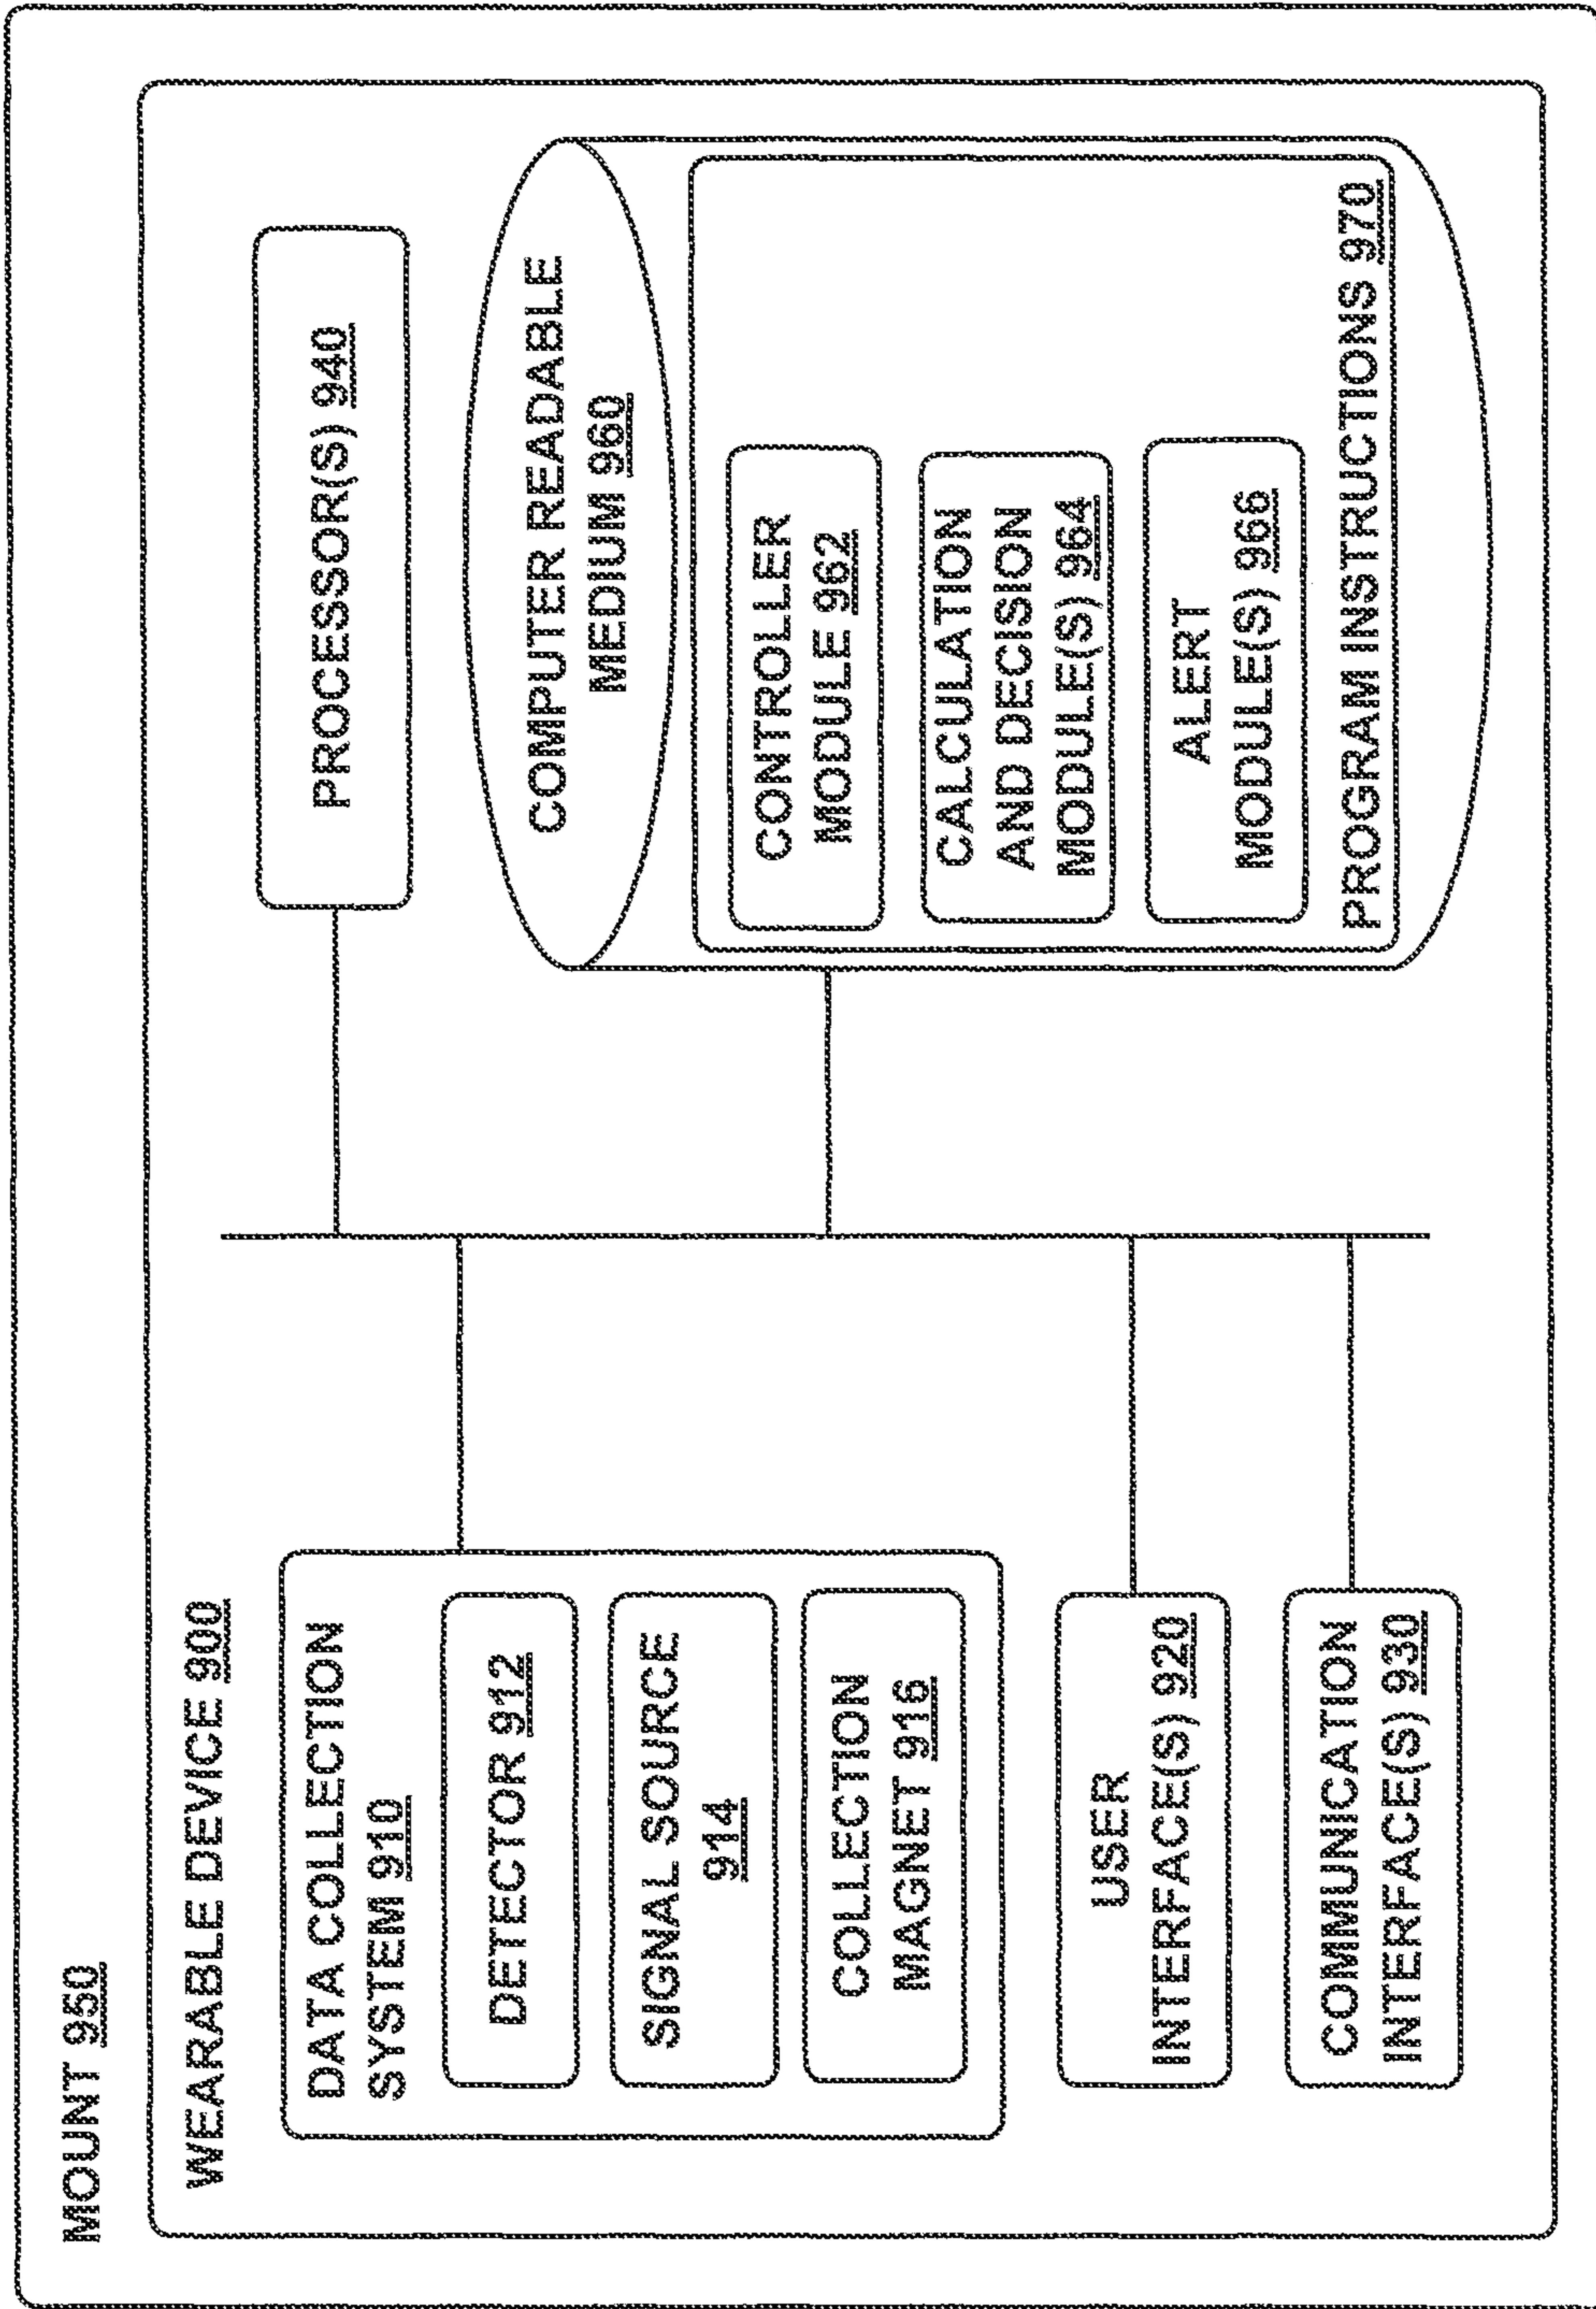 MOUNT 950
WEARABLE DEVICE 900
DATA COLLECTION
SYSTEM 910
DETECTOR 912
SIGNAL SOURCE
914
COLLECTION
MAGNET 916
USER
INTERFACE(S) 920
COMMUNICATION
INTERFACE(S) 930
PROCESSOR(S) 940
COMPUTER READABLE
MEDIUM 960
CONTROLLER
MODULE 962
CALCULATION
AND DECISION
MODULE(S) 964
ALERT
MODULE(S) 966
PROGRAM INSTRUCTIONS 970